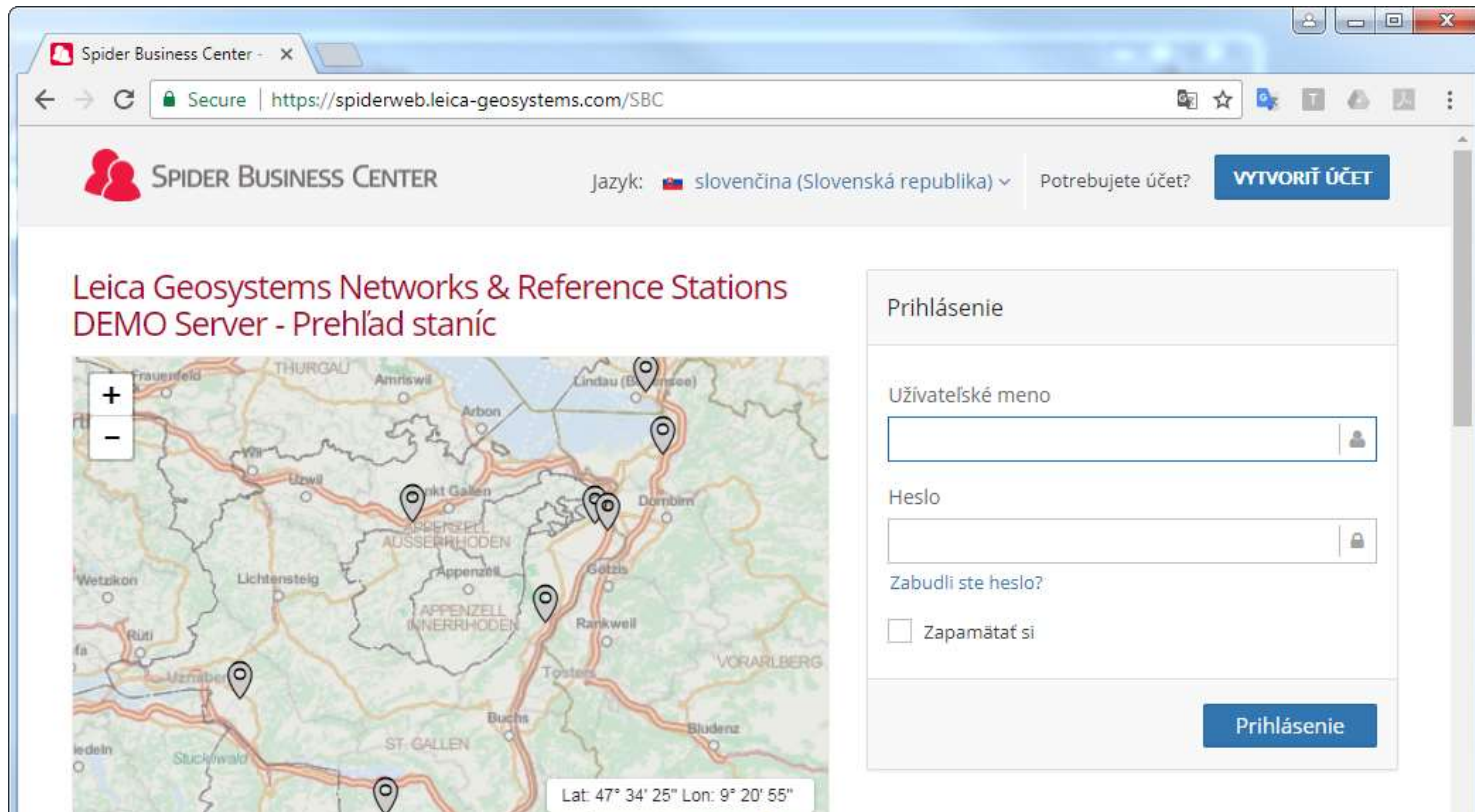 Spider Business Center -
Secure | https://spiderweb.leica-geosystems.com/SBC
SPIDER BUSINESS CENTER
Jazyk: slovenčina (Slovenská republika)
Potrebujete účet?
VYTVORIŤ ÚČET
Leica Geosystems Networks & Reference Stations
DEMO Server - Prehľad staníc
+
−
Frauenfeld
THURGAU
Amriswil
Arbon
Lindau
Wil
Uzwil
Dornbirn
APPENZELL
AUSSERRHODEN
Wetzikon
Lichtensteig
Appenzell
Götzis
APPENZELL
INNERRHODEN
Rankweil
Rüti
VORARLBERG
Buchs
Bludenz
ST. GALLEN
Lat: 47° 34' 25" Lon: 9° 20' 55"
Prihlásenie
Užívateľské meno
Heslo
Zabudli ste heslo?
Zapamätať si
Prihlásenie